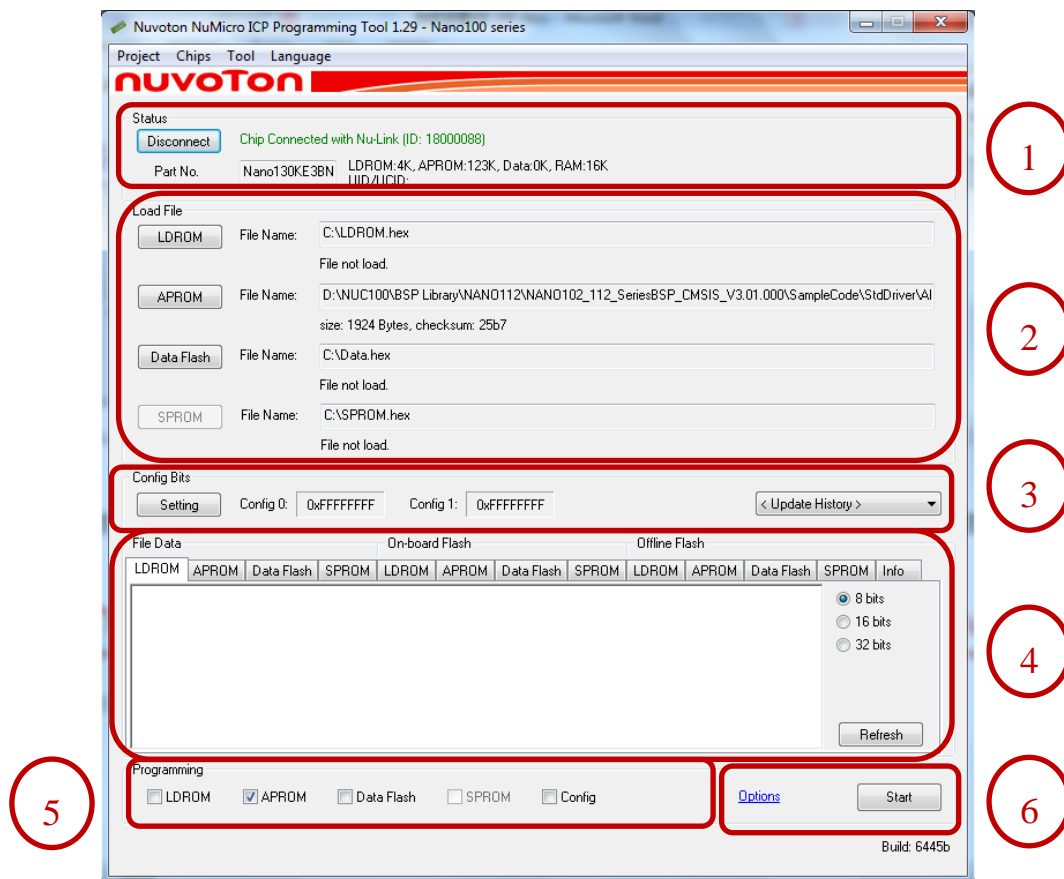 Nuvoton NuMicro ICP Programming Tool 1.29 - Nano100 series
Project Chips Tool Language
nuvoTon
Status
Disconnect Chip Connected with Nu-Link (ID: 18000088)
1
Part No. Nano130KE3BN LDROM:4K, APROM:123K, Data:0K, RAM:16K
UID/UCID:
Load File
LDROM File Name: C:\LDROM.hex
File not load.
APROM File Name: D:\NUC100\BSP Library\NANO112\NANO102_112_SeriesBSP_CMSIS_V3.01.000\SampleCode\StdDriver\Al
size: 1924 Bytes, checksum: 25b7
2
Data Flash File Name: C:\Data.hex
File not load.
SPROM File Name: C:\SPROM.hex
File not load.
Config Bits
3
Setting Config 0: 0xFFFFFFFF Config 1: 0xFFFFFFFF < Update History >
File Data On-board Flash Offline Flash
LDROM APROM Data Flash SPROM LDROM APROM Data Flash SPROM LDROM APROM Data Flash SPROM Info
8 bits
16 bits
32 bits
4
Refresh
Programming
5
LDROM APROM Data Flash SPROM Config Options Start
6
Build: 6445b